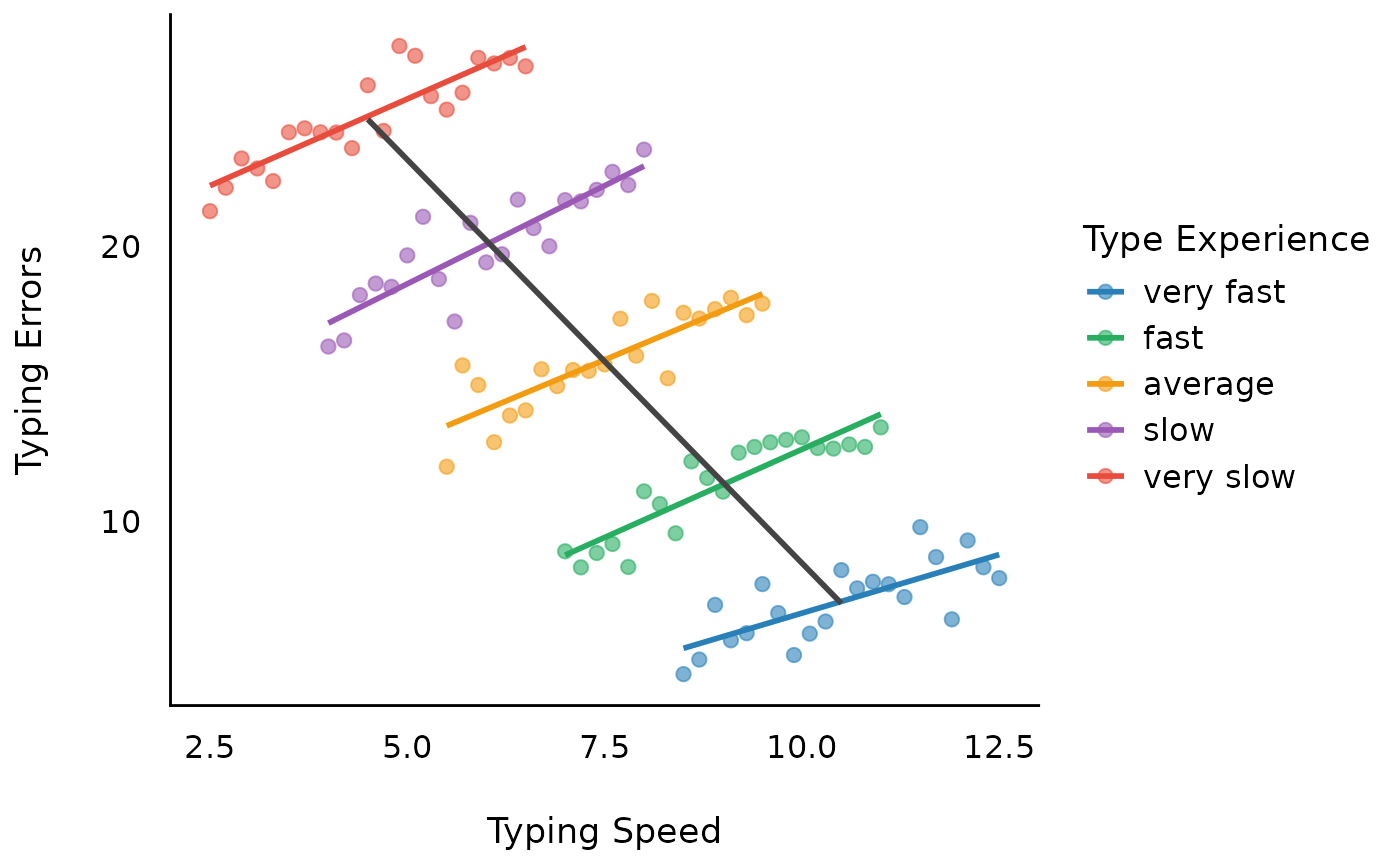 Typing Errors
20
10
2.5 5.0 7.5 10.0 12.5
Typing Speed
Type Experience
very fast
fast
average
slow
very slow